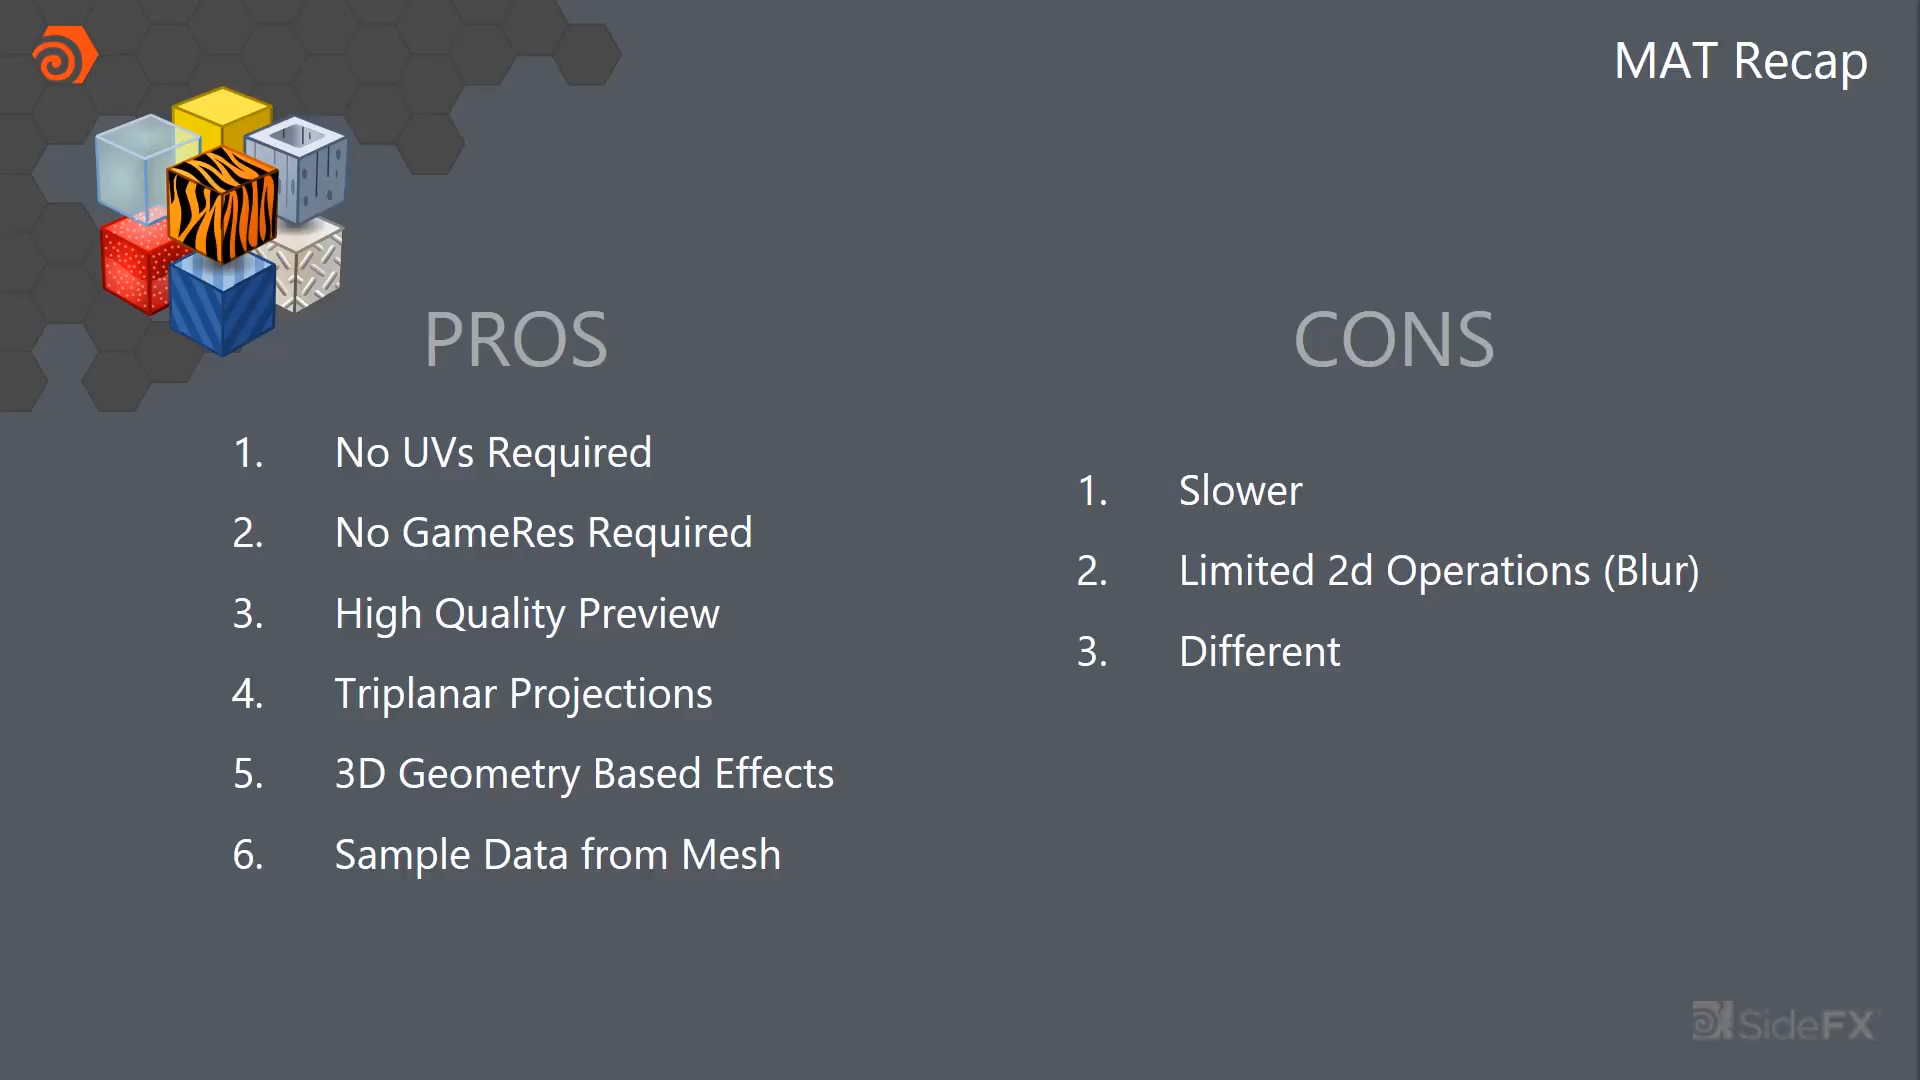 MAT Recap
PROS
1. No UVs Required
2. No GameRes Required
3. High Quality Preview
4. Triplanar Projections
5. 3D Geometry Based Effects
6. Sample Data from Mesh
CONS
1. Slower
2. Limited 2d Operations (Blur)
3. Different
SideFX